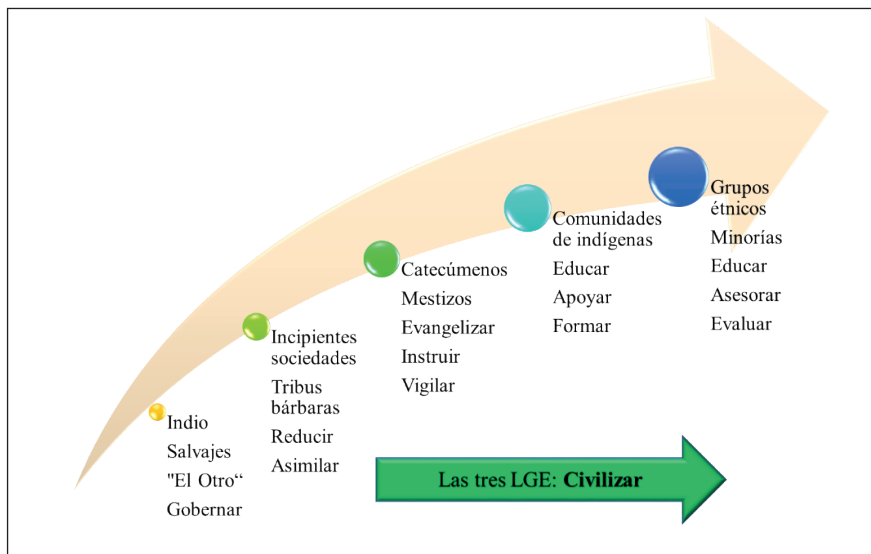 Indio
Salvajes
"El Otro“
Gobernar
Incipientes
sociedades
Tribus
bárbaras
Reducir
Asimilar
Catecúmenos
Mestizos
Evangelizar
Instruir
Vigilar
Comunidades
de indígenas
Educar
Apoyar
Formar
Grupos
étnicos
Minorías
Educar
Asesorar
Evaluar
Las tres LGE: Civilizar